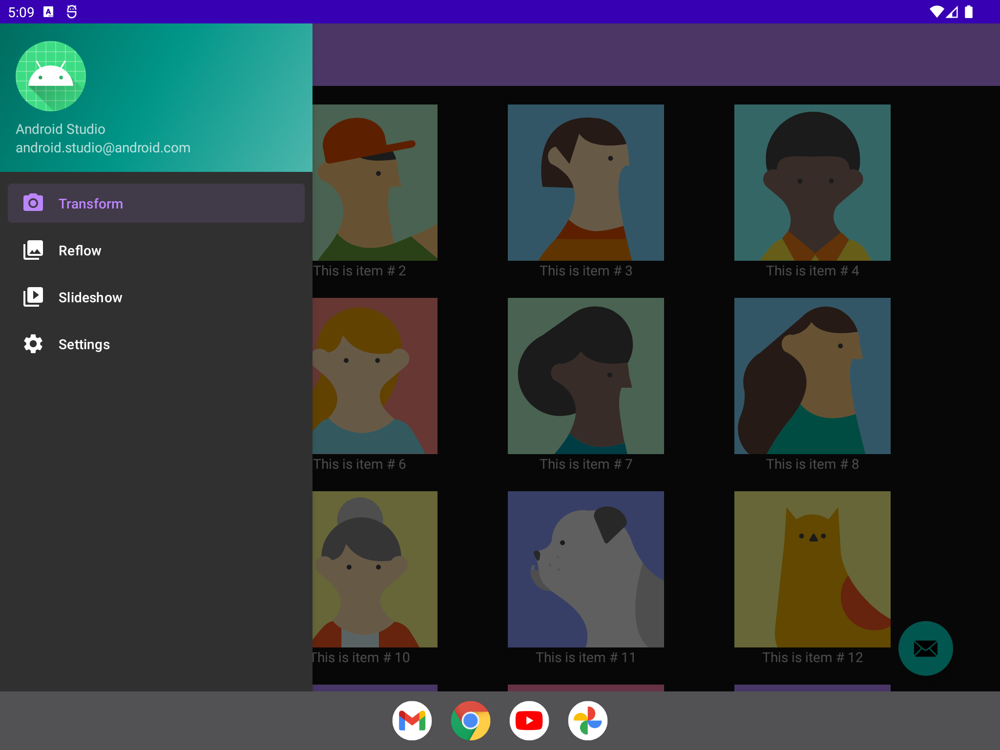 5:09
Android Studio
android.studio@android.com
Transform
Reflow
Slideshow
Settings
This is item # 2
This is item # 3
This is item # 4
This is item # 6
This is item # 7
This is item # 8
This is item # 10
This is item # 11
This is item # 12